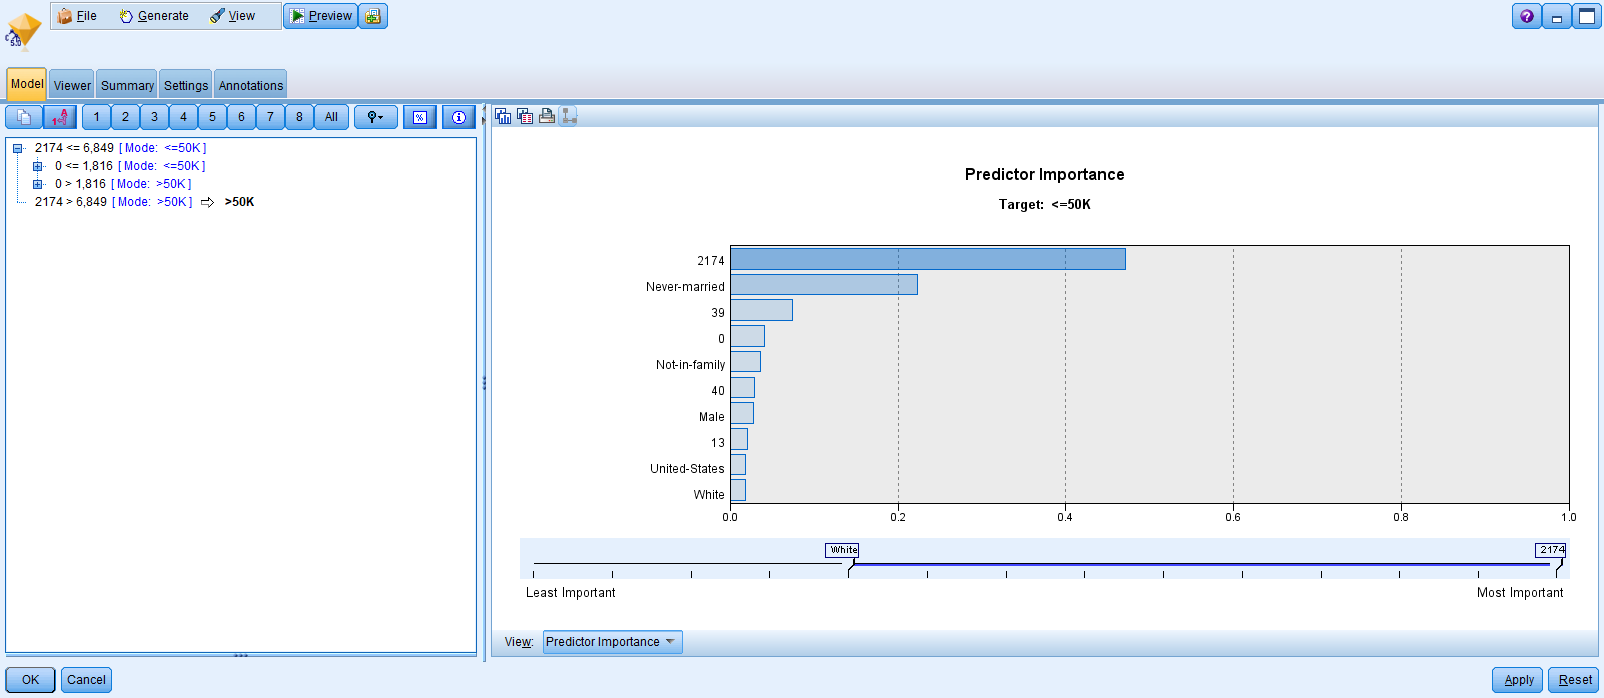 File Generate View Preview
5.0
Model Viewer Summary Settings Annotations
1 2 3 4 5 6 7 8 All % i
2174 <= 6,849 [ Mode: <=50K ]
0 <= 1,816 [ Mode: <=50K ]
0 > 1,816 [ Mode: >50K ]
2174 > 6,849 [ Mode: >50K ] ⇨ >50K
Predictor Importance
Target: <=50K
2174
Never-married
39
0
Not-in-family
40
Male
13
United-States
White
0.0 0.2 0.4 0.6 0.8 1.0
White 2174
Least Important Most Important
View: Predictor Importance
OK Cancel Apply Reset